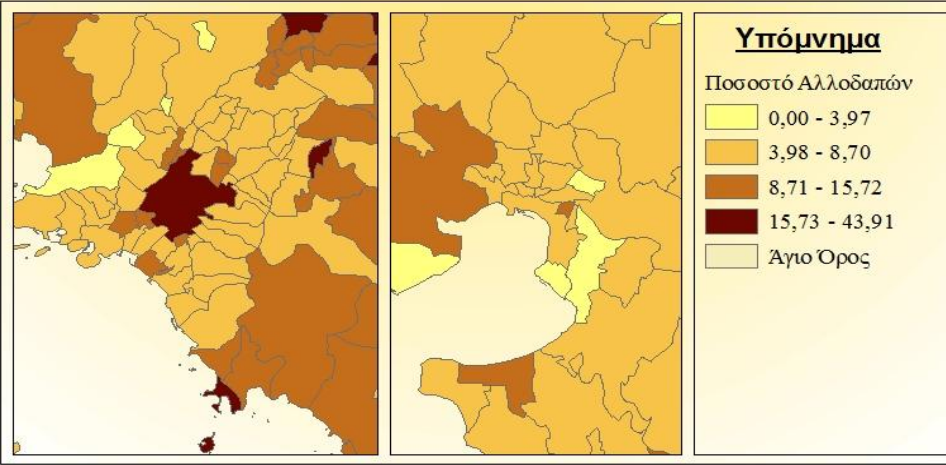 Υπόμνημα
Ποσοστό Αλλοδαπών
0,00 - 3,97
3,98 - 8,70
8,71 - 15,72
15,73 - 43,91
Άγιο Όρος